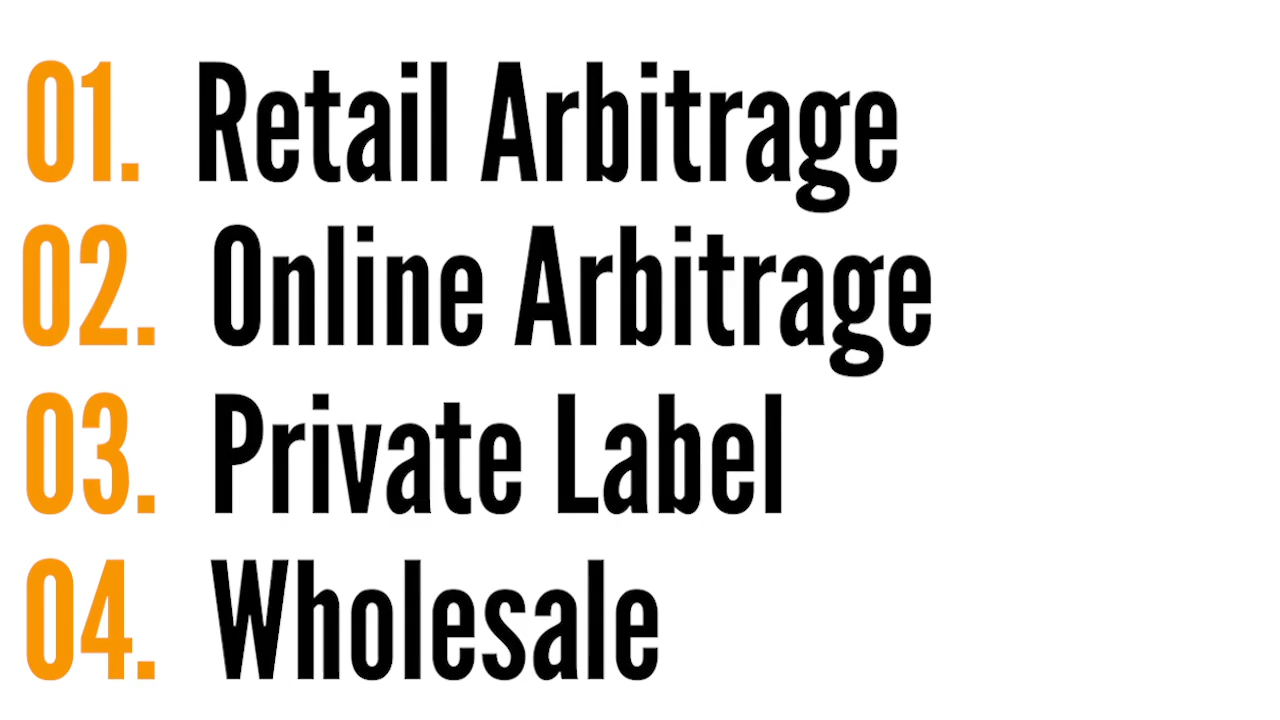 01. Retail Arbitrage
02. Online Arbitrage
03. Private Label
04. Wholesale